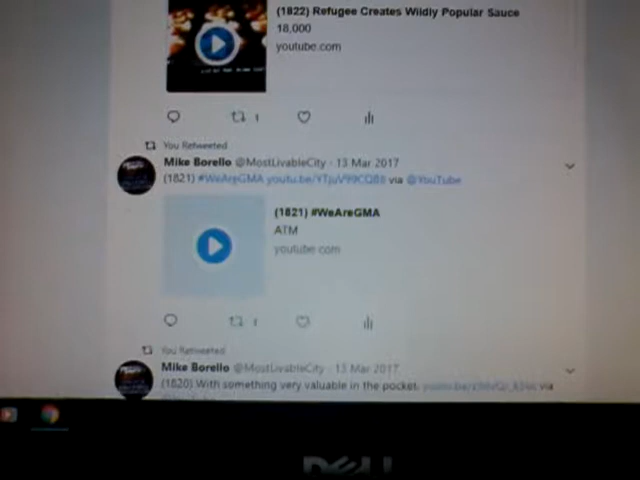 (1822) Refugee Creates Wildly Popular Sauce
18,000
youtube.com
1
You Retweeted
Mike Borello @MostLivableCity · 13 Mar 2017
(1821) #WeAreGMA via @YouTube
(1821) #WeAreGMA
ATM
youtube.com
1
You Retweeted
Mike Borello @MostLivableCity · 13 Mar 2017
(1820) With something very valuable in the pocket. via
DELL